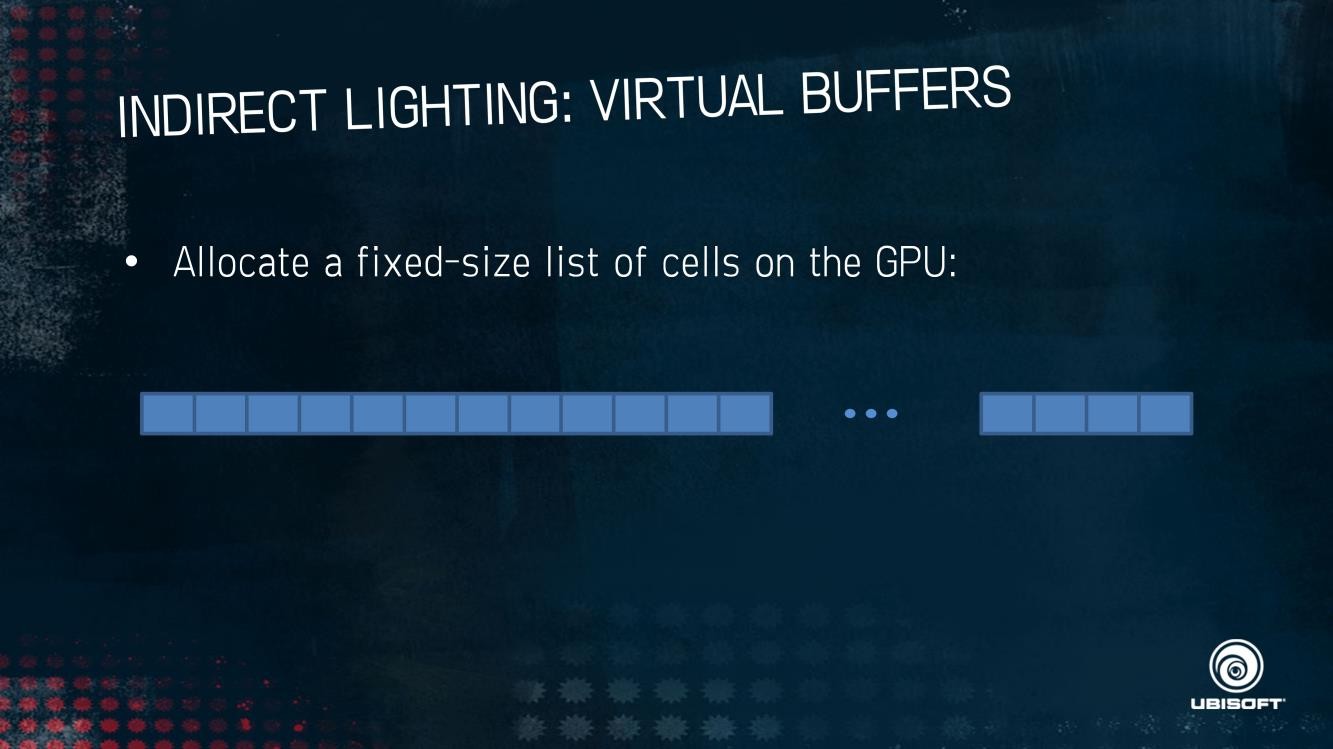 INDIRECT LIGHTING: VIRTUAL BUFFERS
• Allocate a fixed-size list of cells on the GPU:
UBISOFT